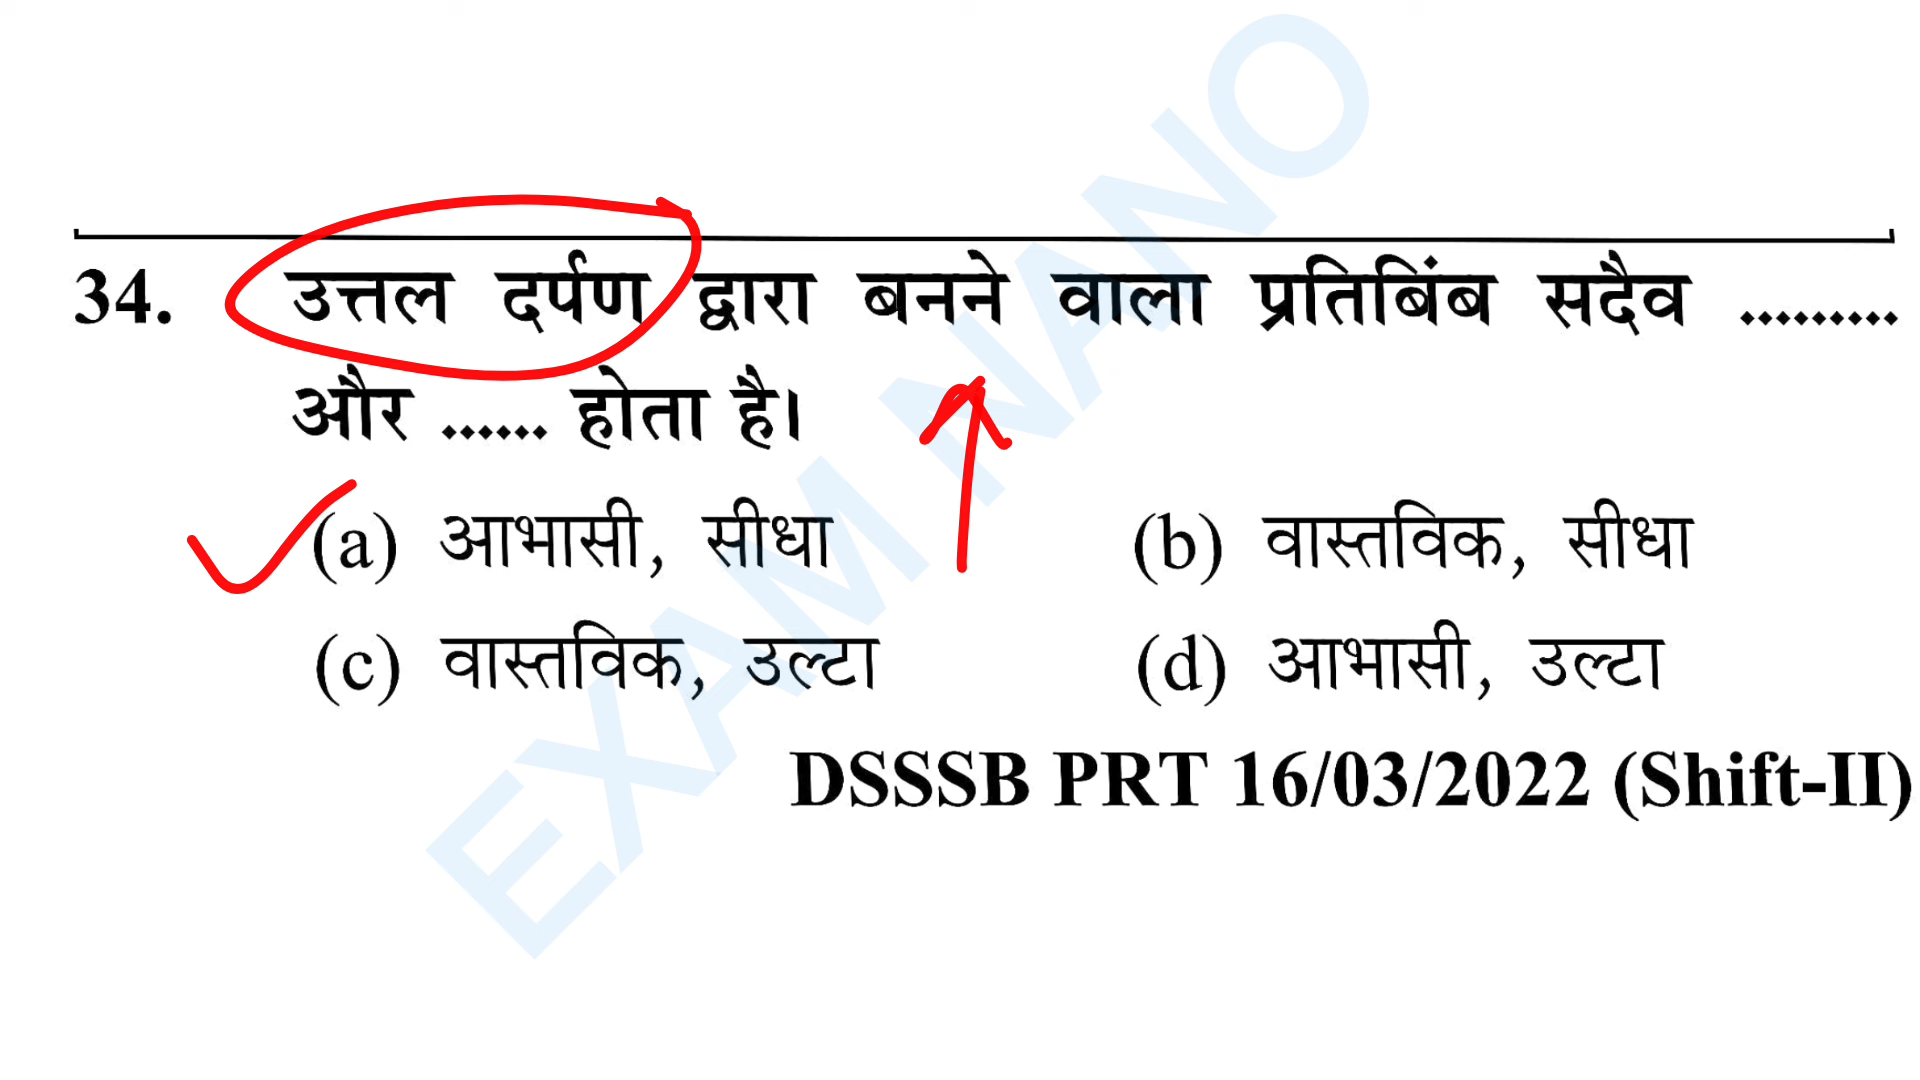 34. उत्तल दर्पण द्वारा बनने वाला प्रतिबिंब सदैव .........
और ...... होता है।
(a) आभासी, सीधा (b) वास्तविक, सीधा
(c) वास्तविक, उल्टा (d) आभासी, उल्टा
DSSSB PRT 16/03/2022 (Shift-II)
EXAM NANO